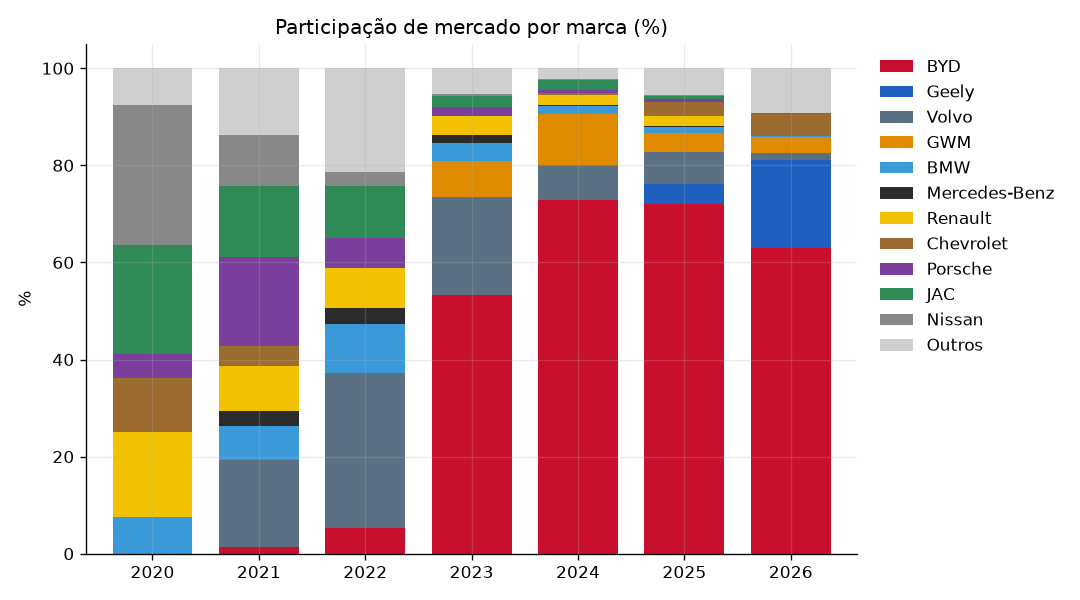 Participação de mercado por marca (%)
100
80
60
40
20
0
%
2020
2021
2022
2023
2024
2025
2026
BYD
Geely
Volvo
GWM
BMW
Mercedes-Benz
Renault
Chevrolet
Porsche
JAC
Nissan
Outros